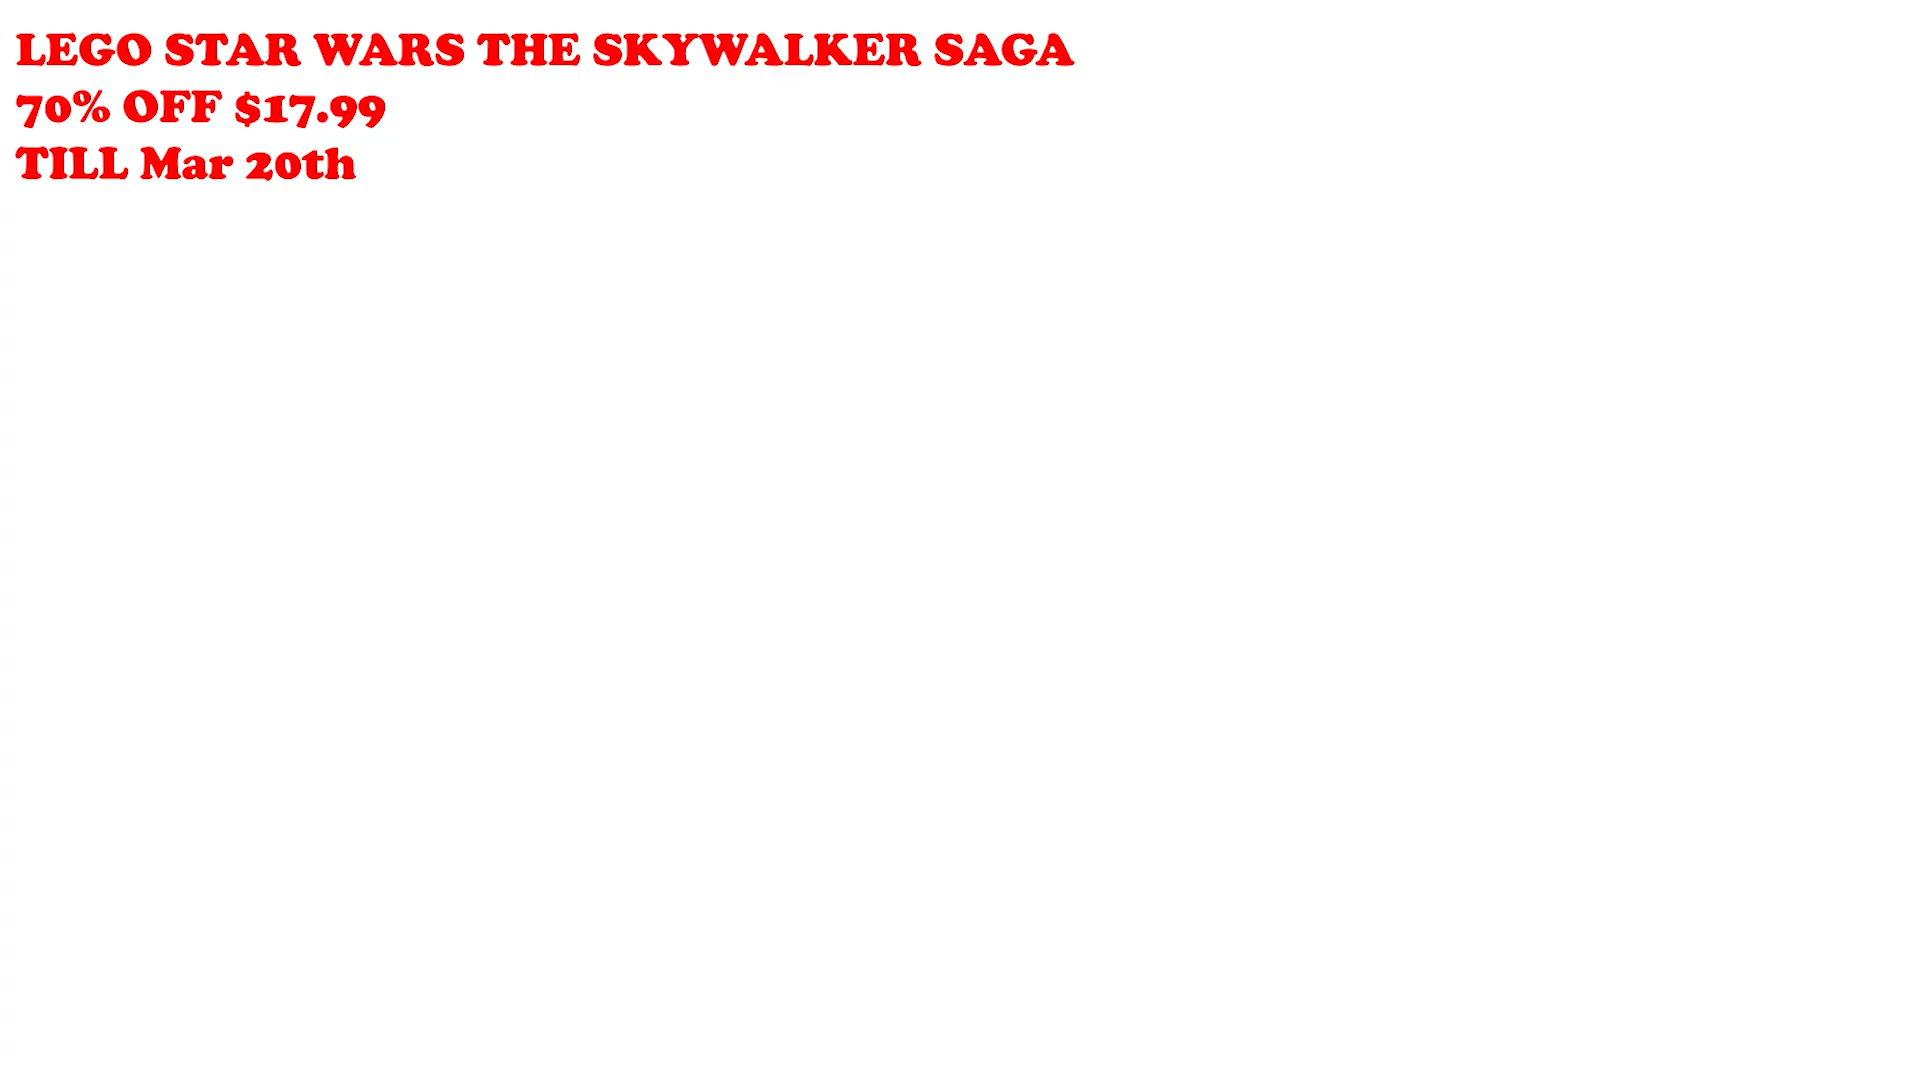 LEGO STAR WARS THE SKYWALKER SAGA
70% OFF $17.99
TILL Mar 20th